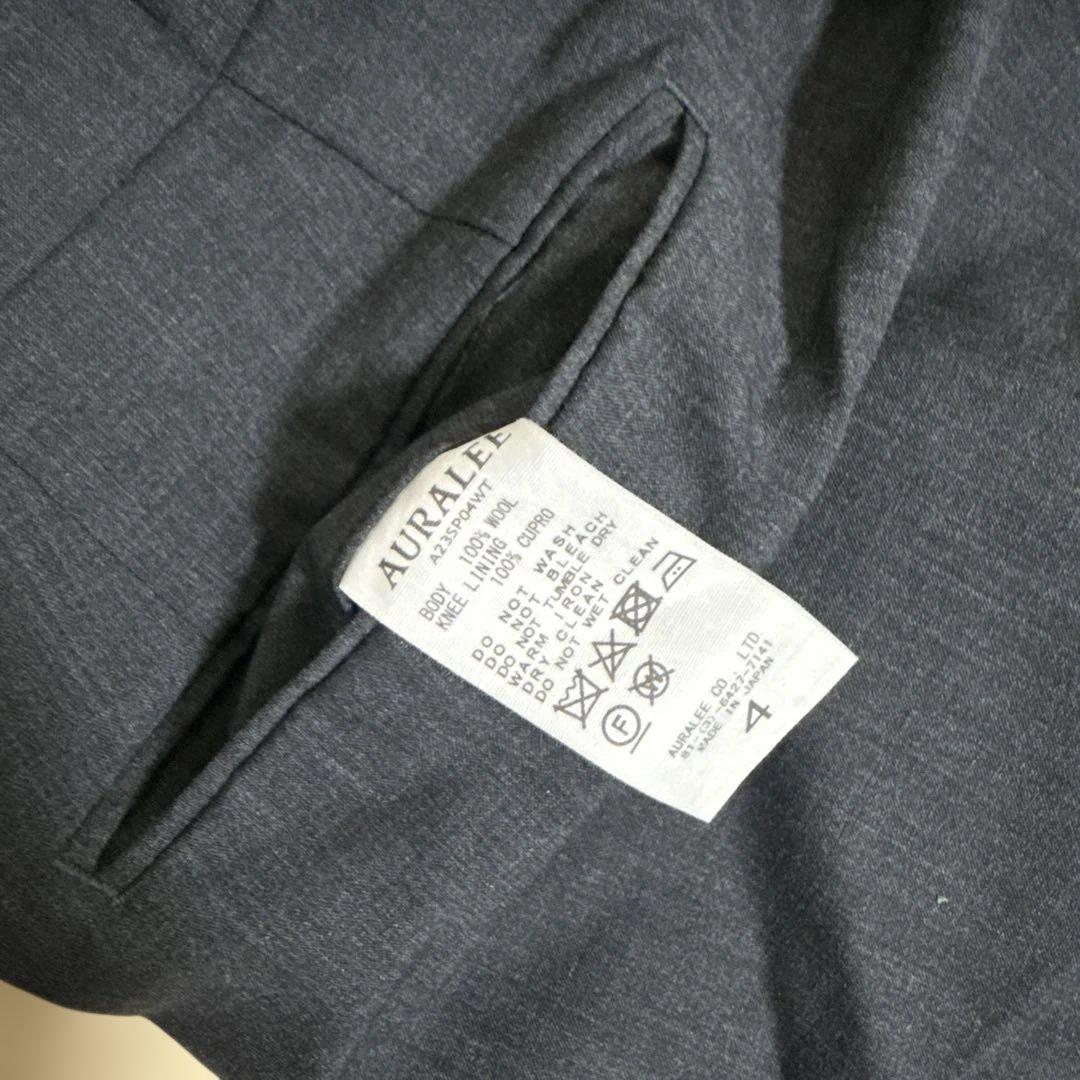 AURALEE
A23SP04WT
BODY 100% WOOL
KNEE LINING 100% CUPRO
DO NOT WASH
DO NOT BLEACH
DO NOT TUMBLE DRY
WARM IRON
DRY CLEAN
DO NOT WET CLEAN
F
W
AURALEE CO., LTD
81-(3)-6427-7141
MADE IN JAPAN
4